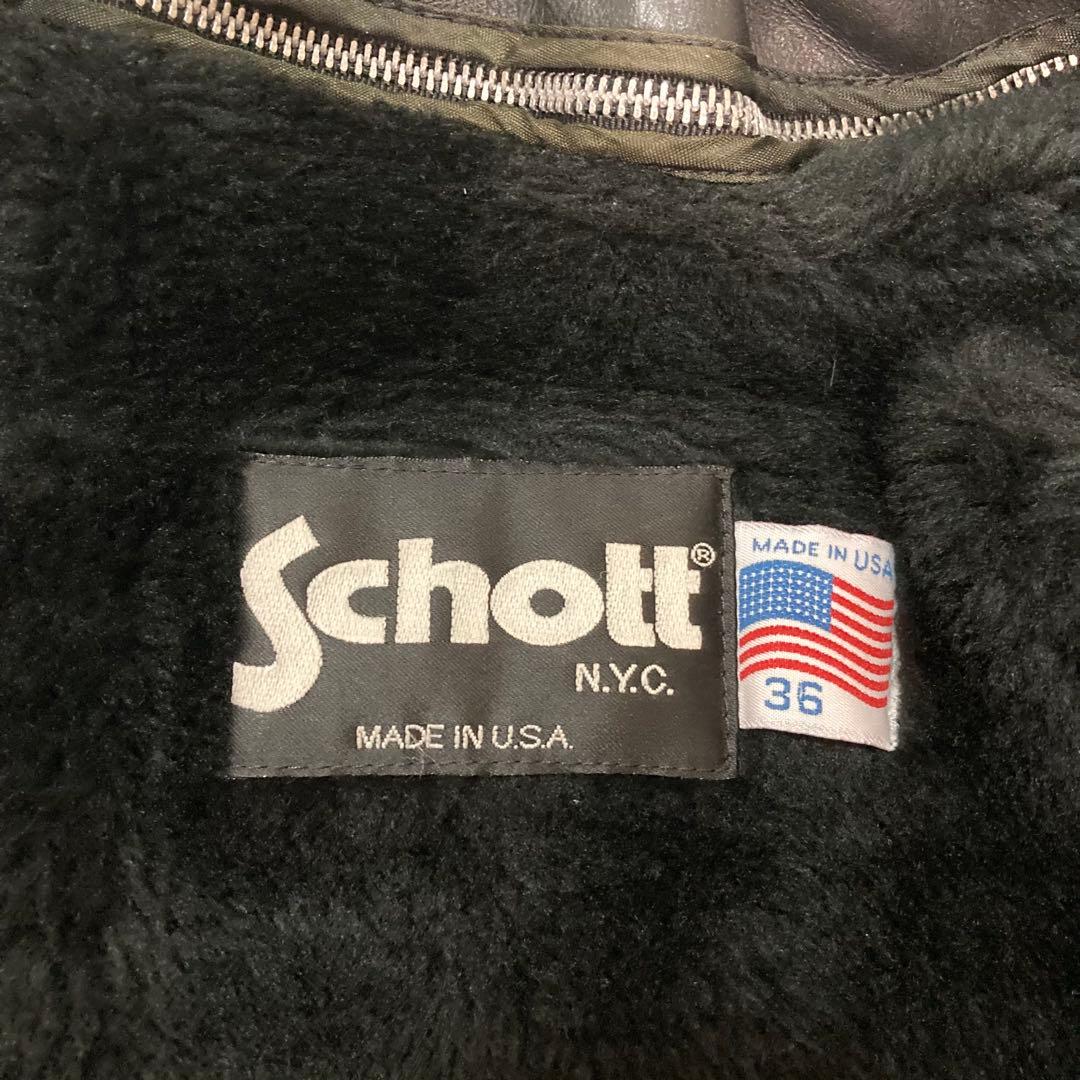 Schott®
N.Y.C.
MADE IN U.S.A.
MADE IN USA
36